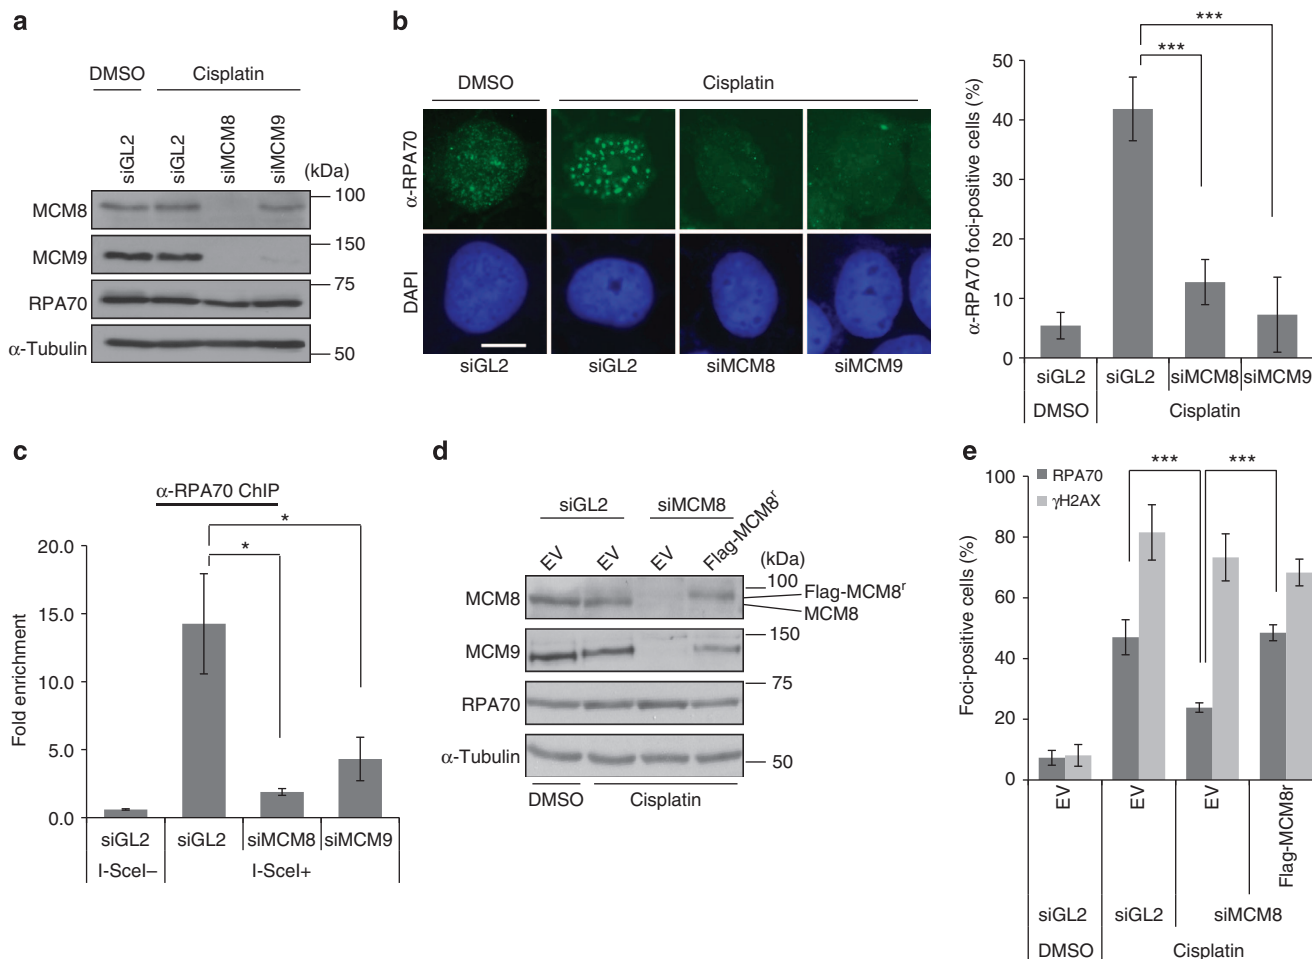 a
DMSO Cisplatin
siGL2 siGL2 siMCM8 siMCM9 (kDa)
MCM8 100
MCM9 150
75
RPA70
α-Tubulin 50
b
DMSO Cisplatin
α-RPA70
DAPI
siGL2 siGL2 siMCM8 siMCM9
*** 
***
α-RPA70 foci-positive cells (%)
50
40
30
20
10
0
siGL2 siGL2 siMCM8 siMCM9
DMSO Cisplatin
c
α-RPA70 ChIP
*
*
Fold enrichment
20.0
15.0
10.0
5.0
0.0
siGL2 siGL2 siMCM8 siMCM9
I-SceI– I-SceI+
d
siGL2 siMCM8
EV EV EV Flag-MCM8ʳ (kDa)
MCM8 100
Flag-MCM8ʳ
MCM8
MCM9 150
75
RPA70
α-Tubulin 50
DMSO Cisplatin
e
RPA70
γH2AX
*** ***
Foci-positive cells (%)
100
80
60
40
20
0
EV EV EV Flag-MCM8r
siGL2 siGL2 siMCM8
DMSO Cisplatin